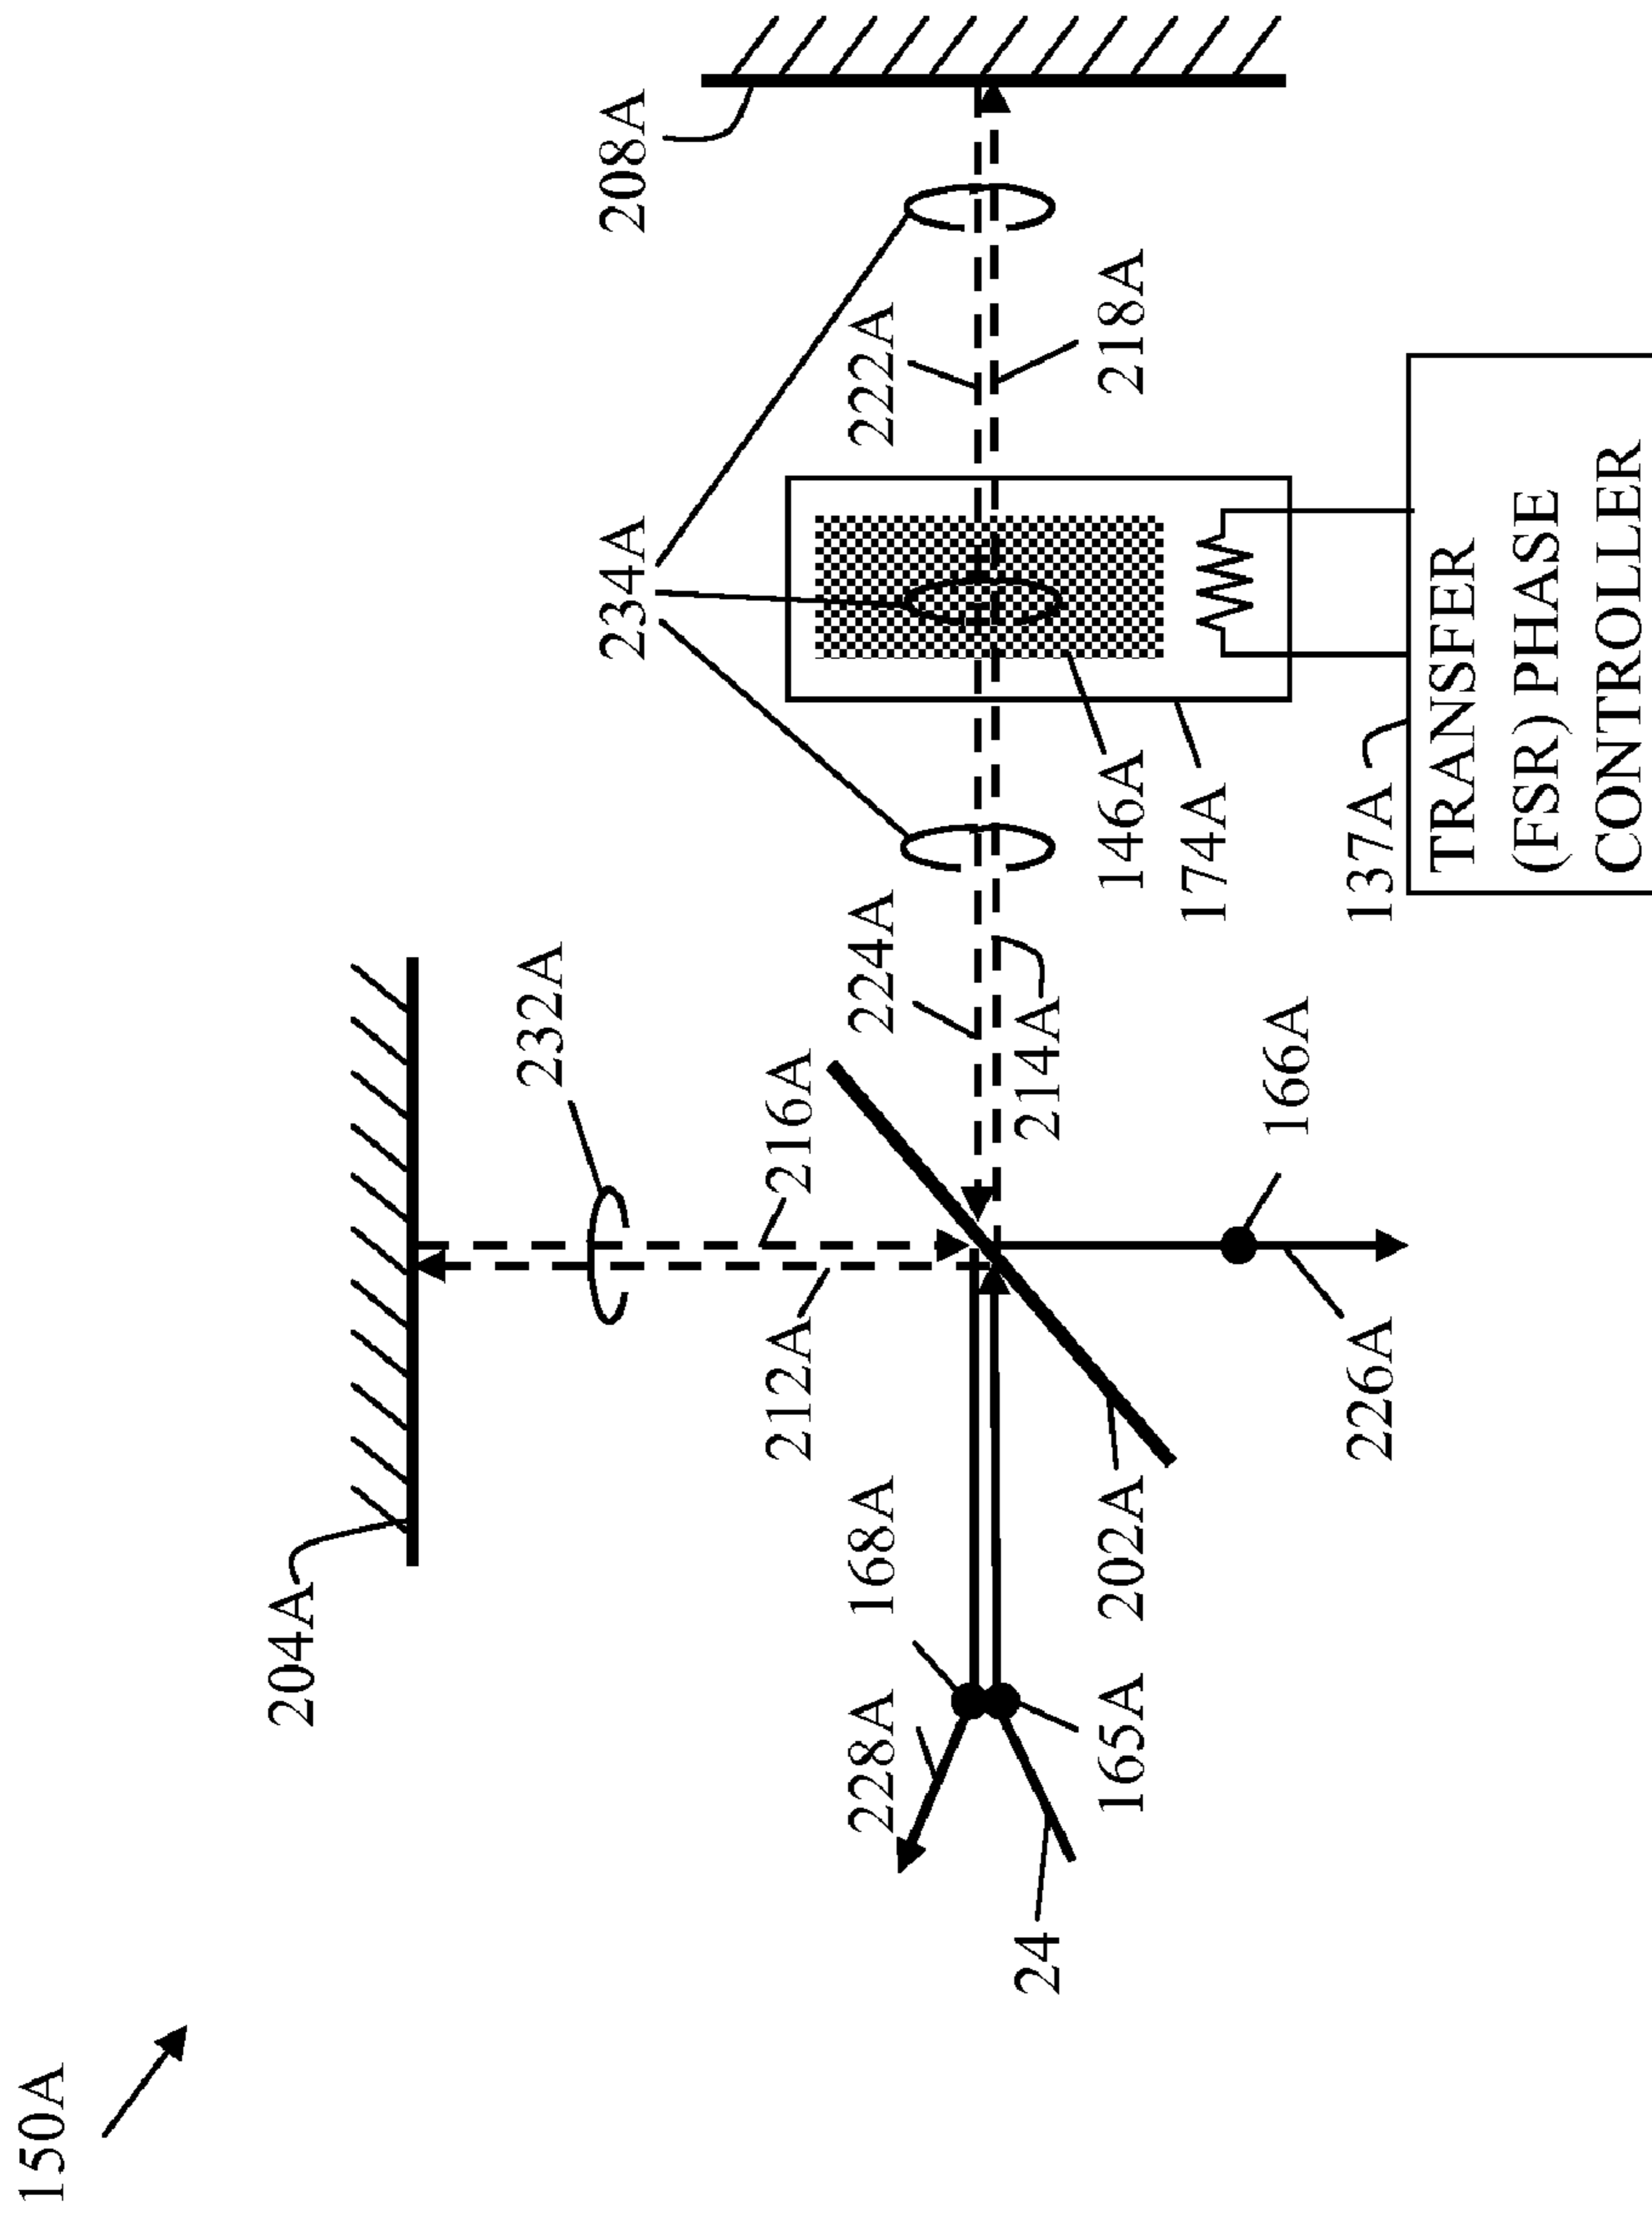 150A
204A
232A
234A
208A
212A
216A
228A
168A
224A
222A
24
214A
165A
202A
146A
218A
174A
166A
226A
137A
TRANSFER
(FSR) PHASE
CONTROLLER